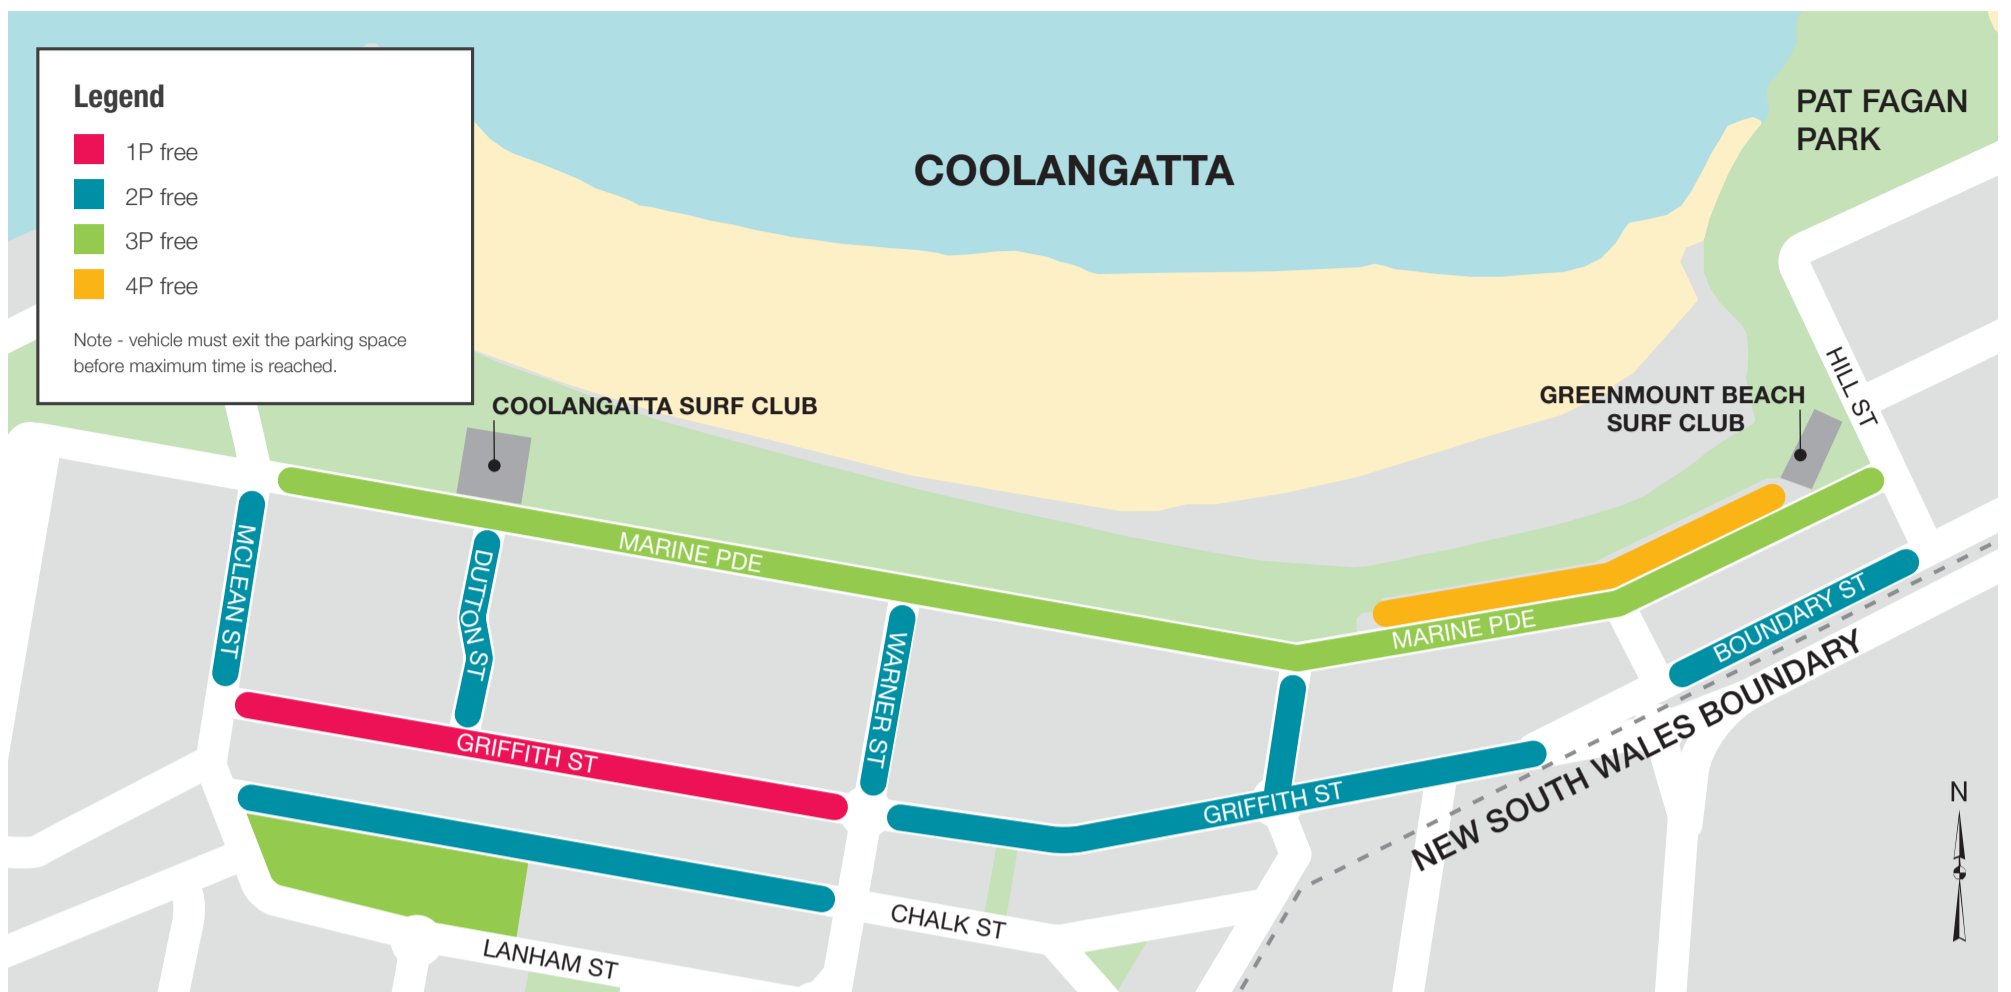 Legend
1P free
2P free
3P free
4P free
Note - vehicle must exit the parking space
before maximum time is reached.
COOLANGATTA
PAT FAGAN
PARK
COOLANGATTA SURF CLUB
GREENMOUNT BEACH
SURF CLUB
HILL ST
MCLEAN ST
DUTTON ST
MARINE PDE
WARNER ST
MARINE PDE
BOUNDARY ST
NEW SOUTH WALES BOUNDARY
GRIFFITH ST
GRIFFITH ST
CHALK ST
LANHAM ST
N